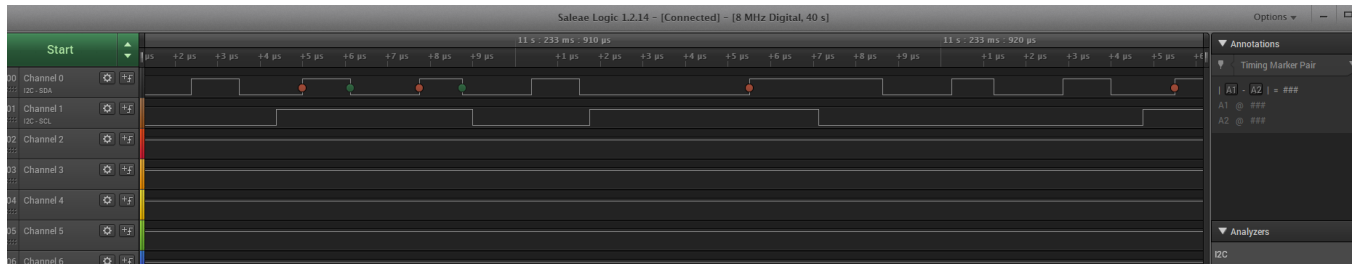 Saleae Logic 1.2.14 - [Connected] - [8 MHz Digital, 40 s]
Options
Start
11 s : 233 ms : 910 µs
11 s : 233 ms : 920 µs
µs +2 µs +3 µs +4 µs +5 µs +6 µs +7 µs +8 µs +9 µs +1 µs +2 µs +3 µs +4 µs +5 µs +6 µs +7 µs +8 µs +9 µs +1 µs +2 µs +3 µs +4 µs +5 µs +6
00 Channel 0
I2C - SDA
01 Channel 1
I2C - SCL
02 Channel 2
03 Channel 3
04 Channel 4
05 Channel 5
06 Channel 6
Annotations
Timing Marker Pair
| A1 - A2 | = ###
A1 @ ###
A2 @ ###
Analyzers
I2C